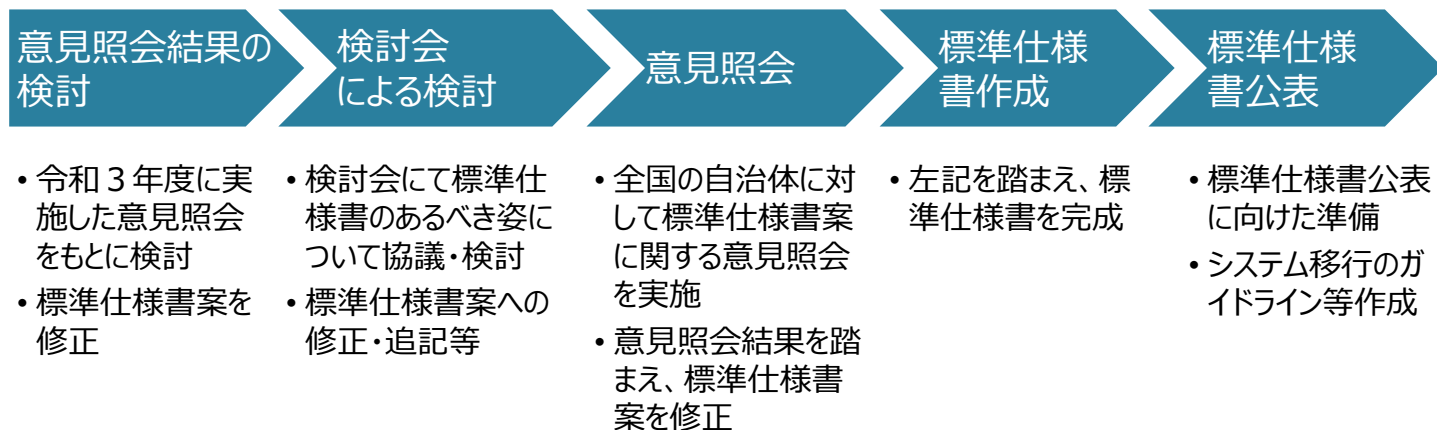 意見照会結果の
検討
検討会
による検討
意見照会
標準仕様
書作成
標準仕様
書公表
• 令和３年度に実
施した意見照会
をもとに検討
• 標準仕様書案を
修正
• 検討会にて標準仕
様書のあるべき姿に
ついて協議・検討
• 標準仕様書案への
修正・追記等
• 全国の自治体に対
して標準仕様書案
に関する意見照会
を実施
• 意見照会結果を踏
まえ、標準仕様書
案を修正
• 左記を踏まえ、標
準仕様書を完成
• 標準仕様書公表
に向けた準備
• システム移行のガ
イドライン等作成